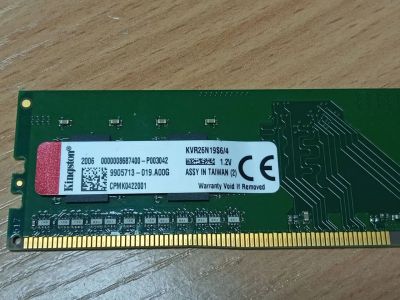 Kingston
2006 0000008687400-P003042
9905713-019.A00G
CPMK0422001
KVR26N19S6/4
1.2V
ASSY IN TAIWAN (2)
Warranty Void If Removed
CE